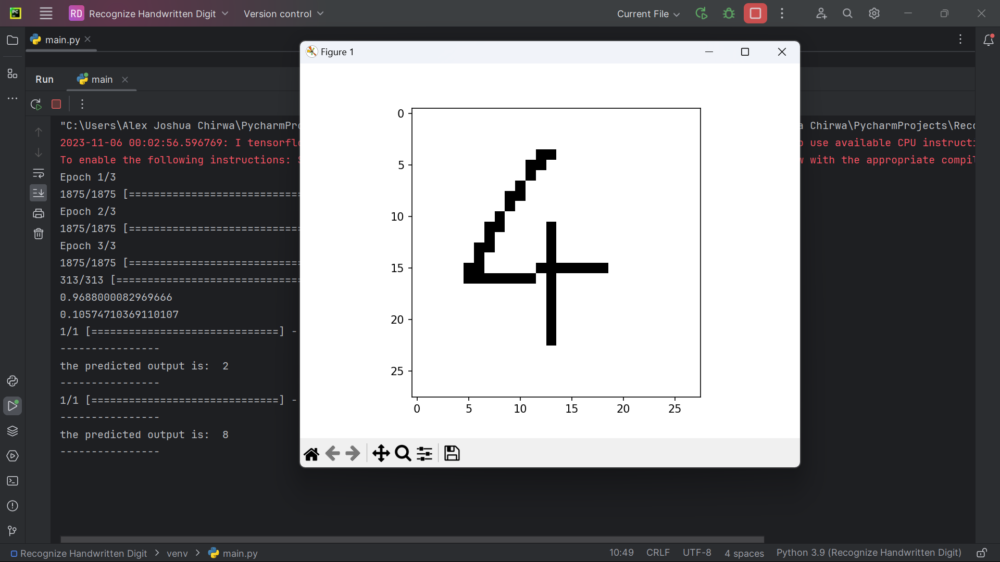 PC
RD Recognize Handwritten Digit
Version control
Current File
main.py
Run
main
"C:\Users\Alex Joshua Chirwa\PycharmPr
Chirwa\PycharmProjects\Rec
2023-11-06 00:02:56.596769: I tensorfl
use available CPU instruct
To enable the following instructions:
with the appropriate compi
Epoch 1/3
1875/1875 [============================
Epoch 2/3
1875/1875 [============================
Epoch 3/3
1875/1875 [============================
313/313 [==============================
0.9688000082969666
0.10574710369110107
1/1 [==============================] -
----------------
the predicted output is:  2
----------------
1/1 [==============================] -
----------------
the predicted output is:  8
----------------
Figure 1
0
5
10
15
20
25
0 5 10 15 20 25
4
Recognize Handwritten Digit > venv > main.py
10:49 CRLF UTF-8 4 spaces Python 3.9 (Recognize Handwritten Digit)